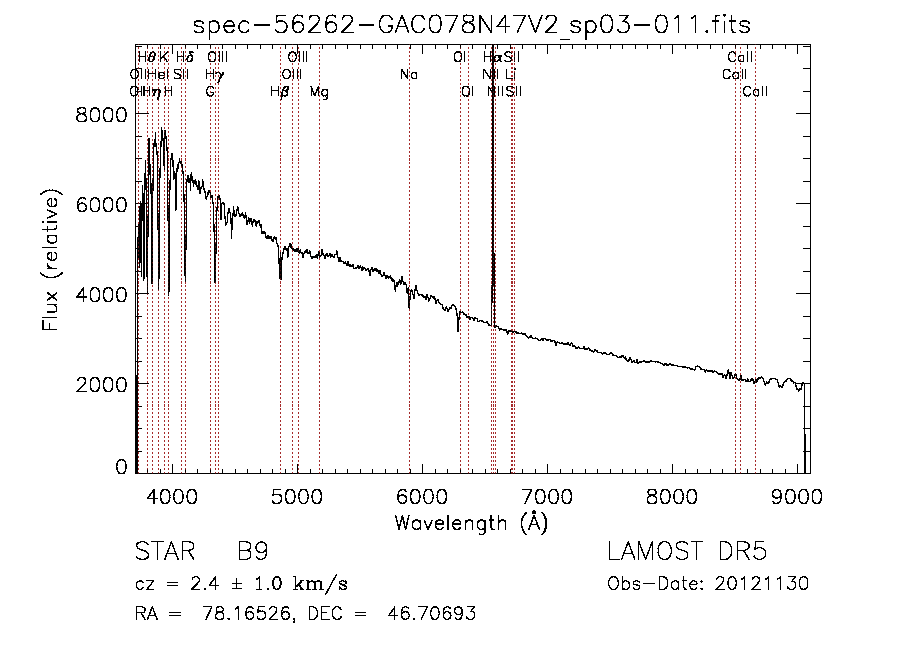 spec-56262-GAC078N47V2_sp03-011.fits
Hθ K Hδ OIII OIII OI Hα SII CaII
OII HeI SII Hγ OIII Na NII Li CaII
OII Hη H G Hβ Mg OI NII SII CaII
8000
6000
4000
2000
0
Flux (relative)
4000 5000 6000 7000 8000 9000
Wavelength (Å)
STAR B9 LAMOST DR5
cz = 2.4 ± 1.0 km/s Obs-Date: 20121130
RA = 78.16526, DEC = 46.70693